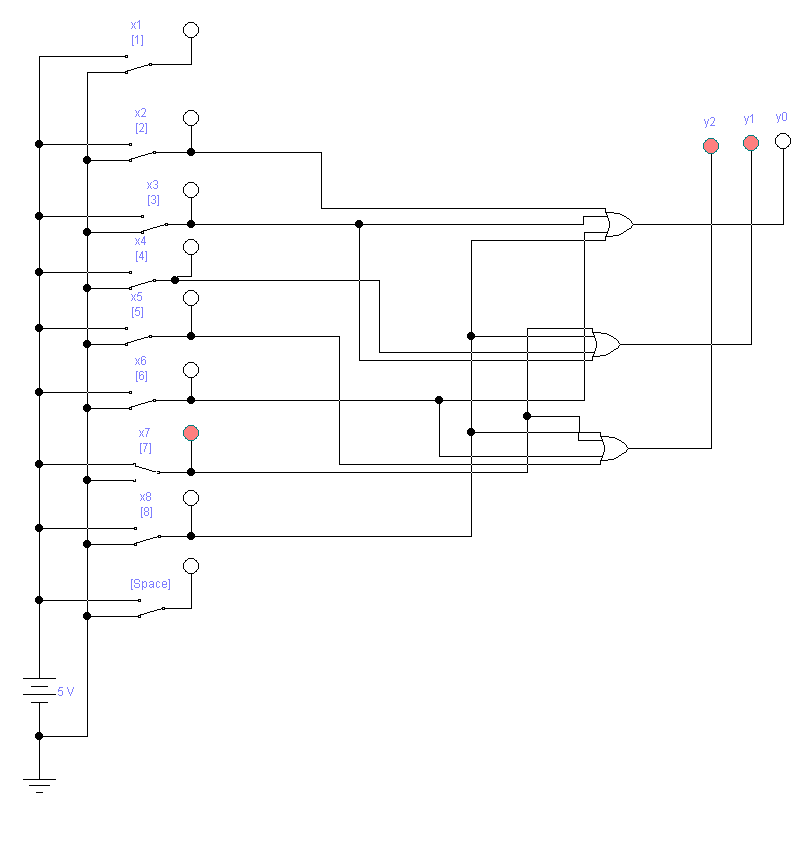 x1
[1]
x2
[2]
y2
y1
y0
x3
[3]
x4
[4]
x5
[5]
x6
[6]
x7
[7]
x8
[8]
[Space]
5 V